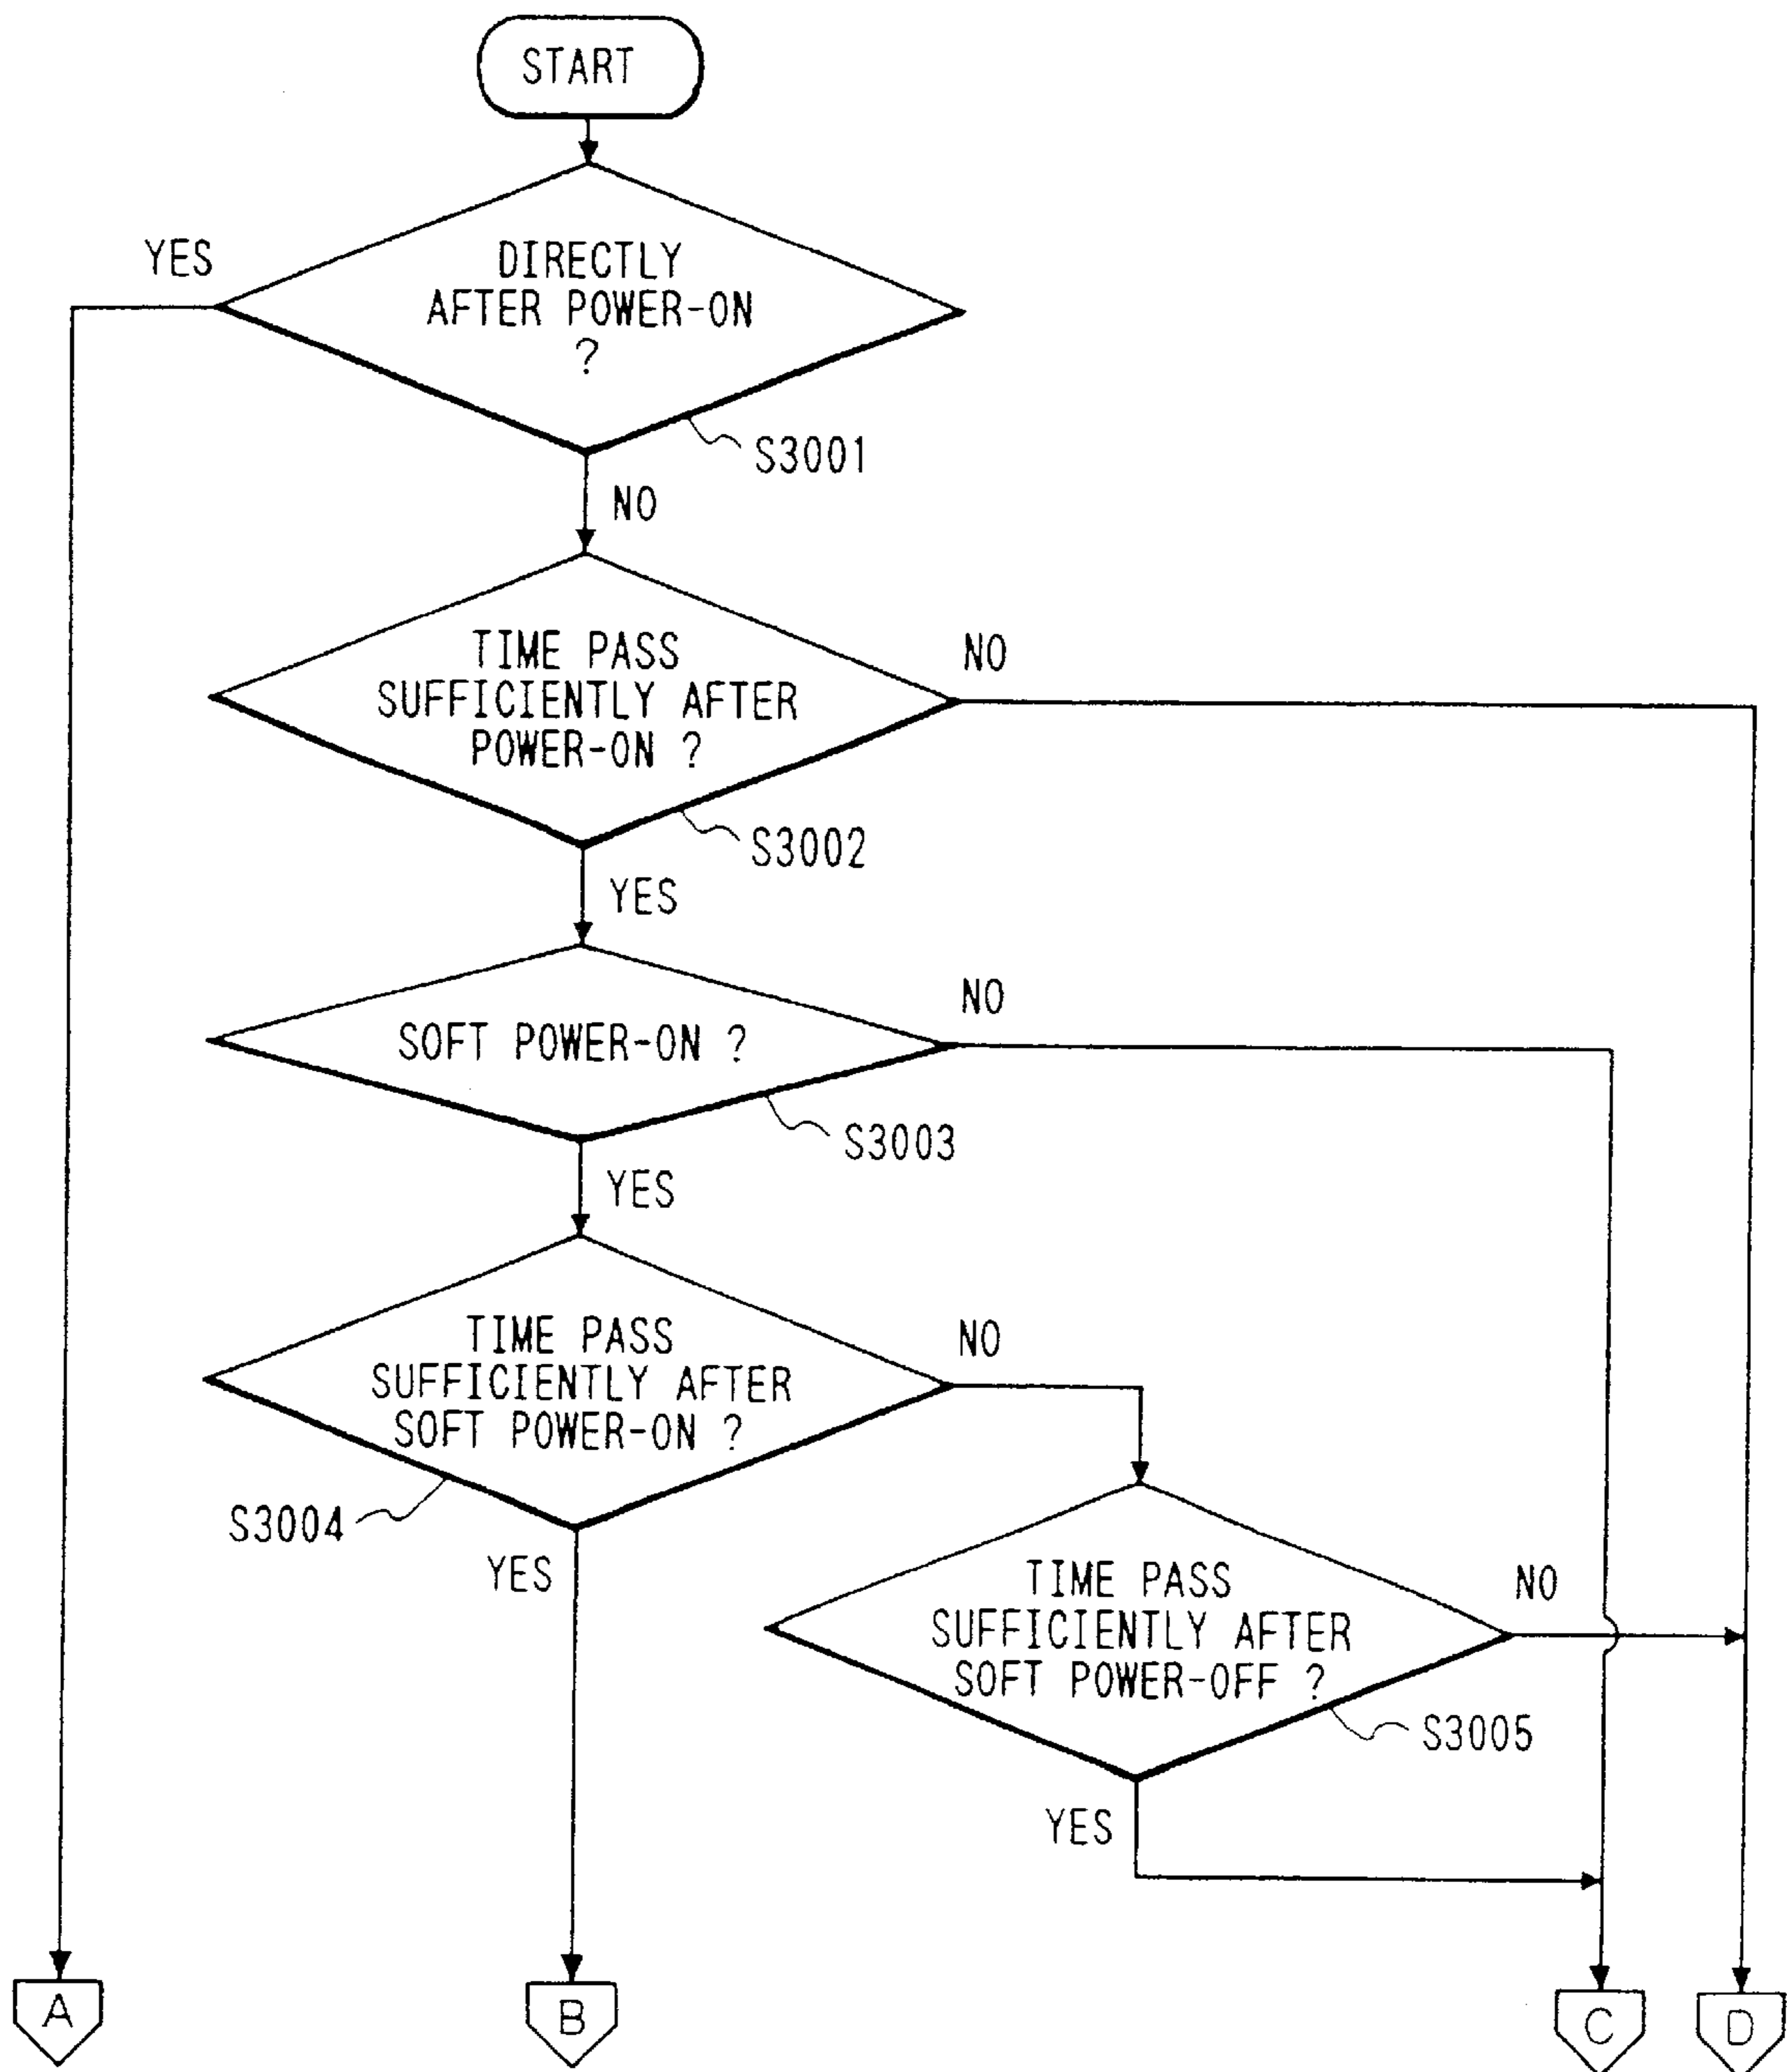 START
YES
DIRECTLY
AFTER POWER-ON
?
S3001
NO
TIME PASS
SUFFICIENTLY AFTER
POWER-ON ?
NO
S3002
YES
SOFT POWER-ON ?
NO
S3003
YES
TIME PASS
SUFFICIENTLY AFTER
SOFT POWER-ON ?
NO
S3004
YES
TIME PASS
SUFFICIENTLY AFTER
SOFT POWER-OFF ?
NO
S3005
YES
A
B
C
D